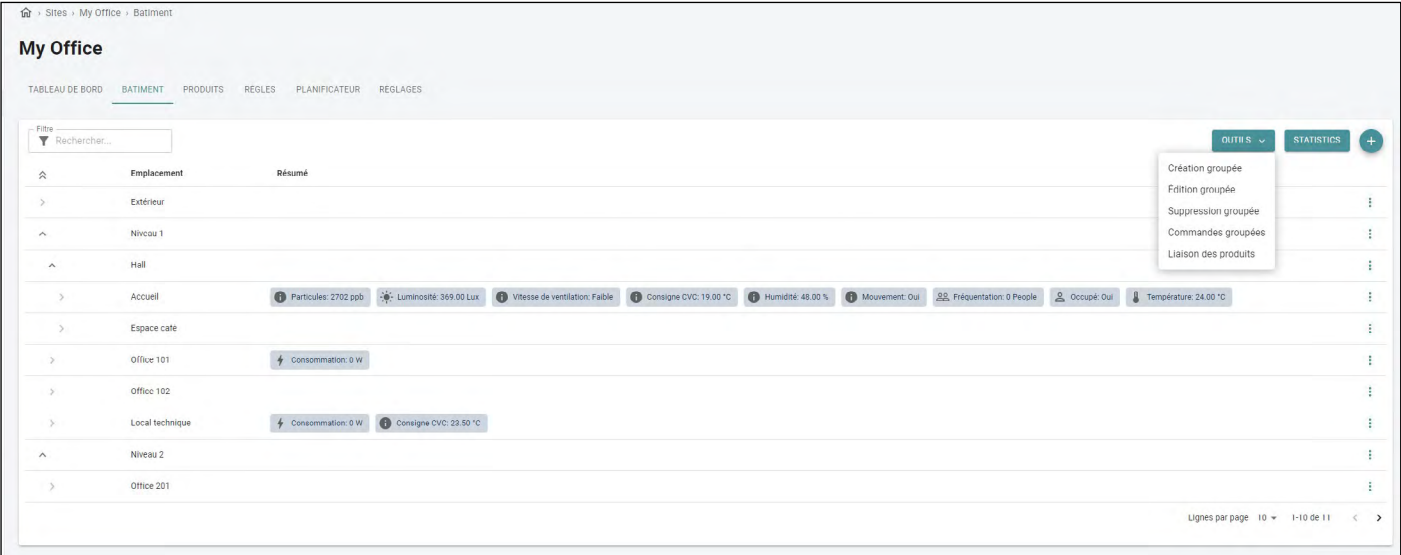 Sites › My Office › Batiment
My Office
TABLEAU DE BORD BATIMENT PRODUITS REGLES PLANIFICATEUR REGLAGES
Filtre
Rechercher...
OUTILS STATISTICS +
Emplacement Résumé
Création groupée
Édition groupée
Suppression groupée
Commandes groupées
Liaison des produits
Extérieur
Niveau 1
Hall
Accueil Particules: 2702 ppb Luminosité: 369.00 Lux Vitesse de ventilation: Faible Consigne CVC: 19.00 °C Humidité: 48.00 % Mouvement: Oui Fréquentation: 0 People Occupé: Oui Température: 24.00 °C
Espace café
Office 101 Consommation: 0 W
Office 102
Local technique Consommation: 0 W Consigne CVC: 23.50 °C
Niveau 2
Office 201
Lignes par page 10 1-10 de 11